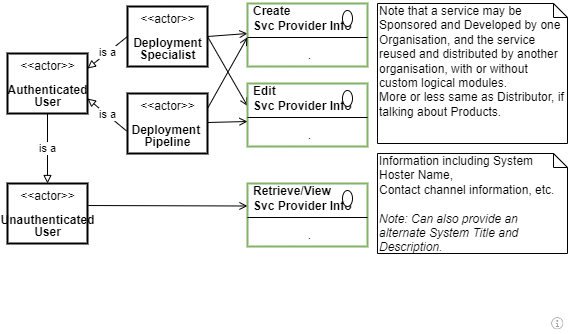 <<actor>>
Deployment
Specialist
Create
Svc Provider Info
.
Note that a service may be
Sponsored and Developed by one
Organisation, and the service
reused and distributed by another
organisation, with or without
custom logical modules.
More or less same as Distributor, if
talking about Products.
is a
<<actor>>
Authenticated
User
is a
<<actor>>
Deployment
Pipeline
Edit
Svc Provider Info
.
is a
<<actor>>
Unauthenticated
User
Retrieve/View
Svc Provider Info
.
Information including System
Hoster Name,
Contact channel information, etc.
Note: Can also provide an
alternate System Title and
Description.